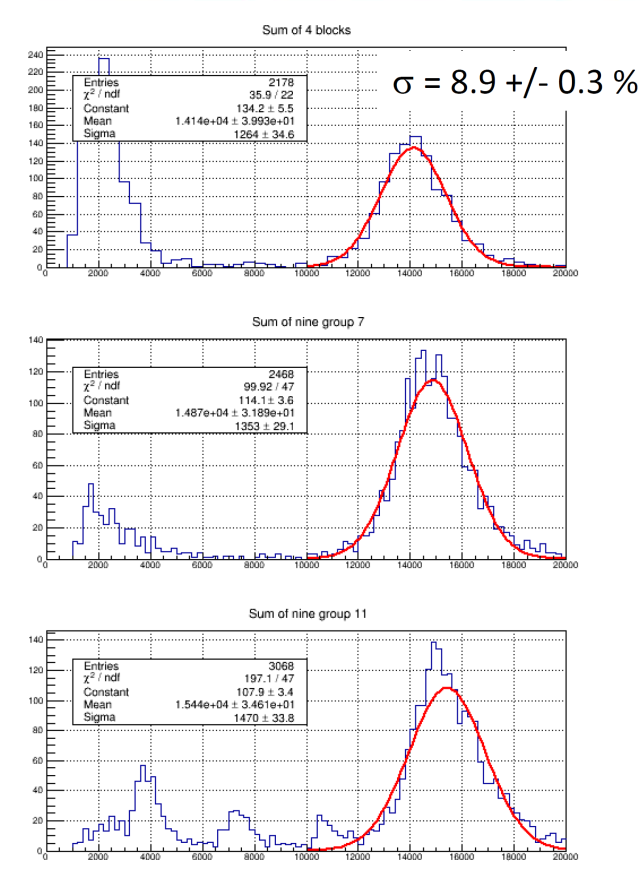 Sum of 4 blocks
σ = 8.9 +/- 0.3 %
Entries 2178
χ² / ndf 35.9 / 22
Constant 134.2 ± 5.5
Mean 1.414e+04 ± 3.993e+01
Sigma 1264 ± 34.6
240
220
200
180
160
140
120
100
80
60
40
20
0
0 2000 4000 6000 8000 10000 12000 14000 16000 18000 20000
Sum of nine group 7
Entries 2468
χ² / ndf 99.92 / 47
Constant 114.1 ± 3.6
Mean 1.487e+04 ± 3.189e+01
Sigma 1353 ± 29.1
140
120
100
80
60
40
20
0
0 2000 4000 6000 8000 10000 12000 14000 16000 18000 20000
Sum of nine group 11
Entries 3068
χ² / ndf 197.1 / 47
Constant 107.9 ± 3.4
Mean 1.544e+04 ± 3.461e+01
Sigma 1470 ± 33.8
140
120
100
80
60
40
20
0
0 2000 4000 6000 8000 10000 12000 14000 16000 18000 20000